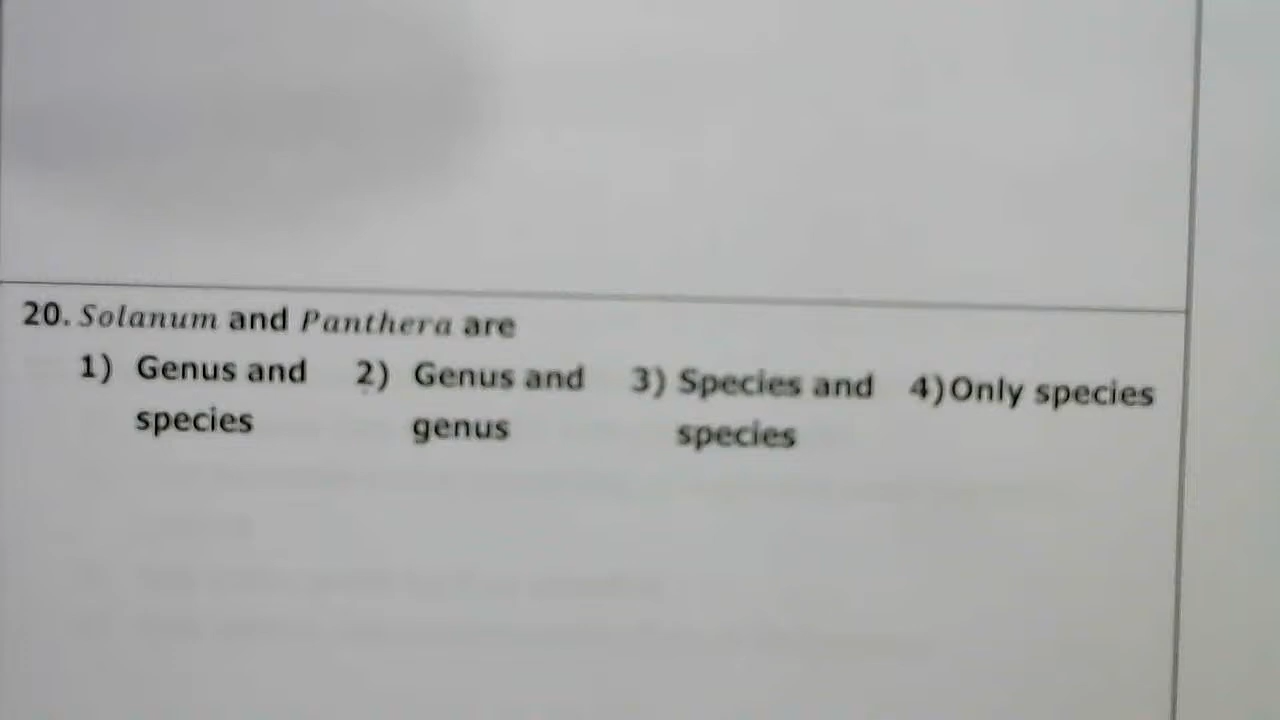 20. Solanum and Panthera are
1) Genus and 2) Genus and 3) Species and 4)Only species
species genus species